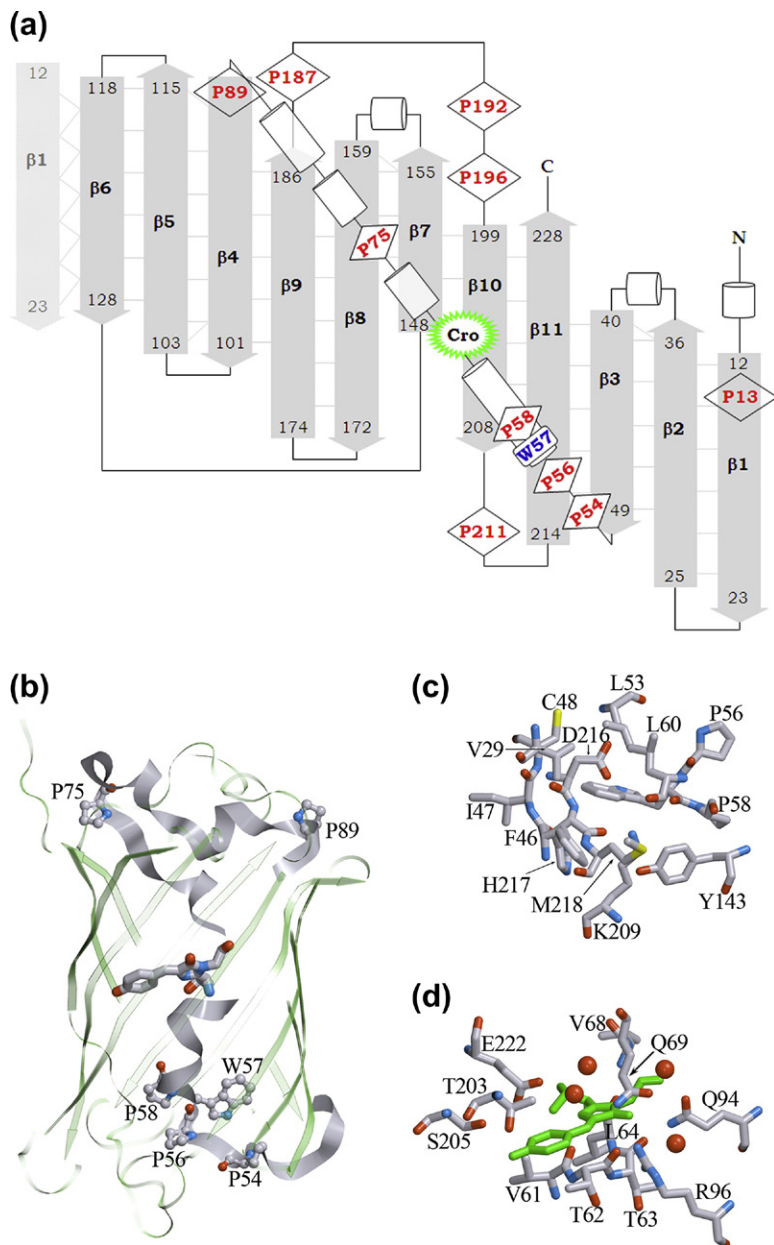 (a)
12
118
115
P89
P187
P192
159
155
P196
C
186
β1
β6
β5
β4
P75
β7
199
228
N
β9
β8
β10
β11
23
128
148
Cro
40
36
12
P13
103
101
β3
β2
β1
174
172
208
P58
W57
P56
P54
49
P211
214
25
23
(b)
P75
P89
W57
P58
P56
P54
(c)
L53
C48
D216
L60
P56
V29
P58
I47
F46
H217
M218
Y143
K209
(d)
V68
Q69
E222
T203
Q94
S205
L64
V61
T62
T63
R96